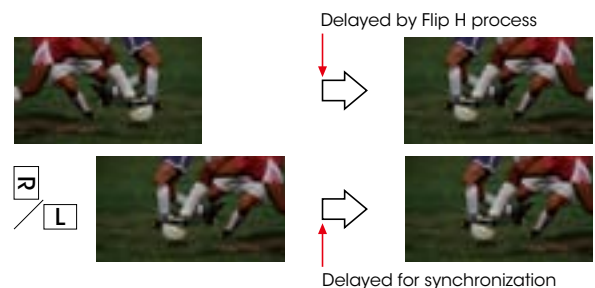 Delayed by Flip H process
R
L
Delayed for synchronization